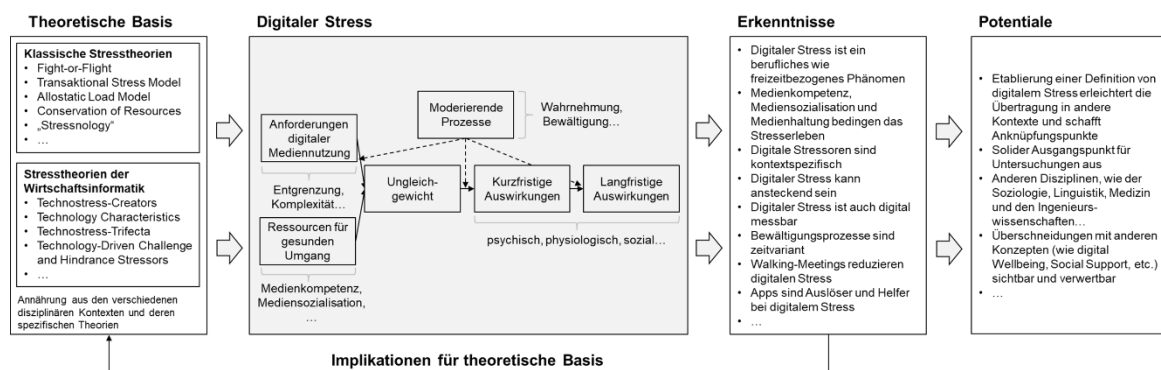 Theoretische Basis
Klassische Stresstheorien
• Fight-or-Flight
• Transaktional Stress Model
• Allostatic Load Model
• Conservation of Resources
• „Stressnology“
• …
Stresstheorien der
Wirtschaftsinformatik
• Technostress-Creators
• Technology Characteristics
• Technostress-Trifecta
• Technology-Driven Challenge
and Hindrance Stressors
• …
Annährung aus den verschiedenen
disziplinären Kontexten und deren
spezifischen Theorien
Digitaler Stress
Moderierende
Prozesse
Wahrnehmung,
Bewältigung…
Anforderungen
digitaler
Mediennutzung
Entgrenzung,
Komplexität…
Ungleich-
gewicht
Kurzfristige
Auswirkungen
Langfristige
Auswirkungen
Ressourcen für
gesunden
Umgang
psychisch, physiologisch, sozial…
Medienkompetenz,
Mediensozialisation,
…
Erkenntnisse
• Digitaler Stress ist ein
berufliches wie
freizeitbezogenes Phänomen
• Medienkompetenz,
Mediensozialisation und
Medienhaltung bedingen das
Stresserleben
• Digitale Stressoren sind
kontextspezifisch
• Digitaler Stress kann
ansteckend sein
• Digitaler Stress ist auch digital
messbar
• Bewältigungsprozesse sind
zeitvariant
• Walking-Meetings reduzieren
digitalen Stress
• Apps sind Auslöser und Helfer
bei digitalem Stress
• …
Potentiale
• Etablierung einer Definition von
digitalem Stress erleichtert die
Übertragung in andere
Kontexte und schafft
Anknüpfungspunkte
• Solider Ausgangspunkt für
Untersuchungen aus
• Anderen Disziplinen, wie der
Soziologie, Linguistik, Medizin
und den Ingenieurs-
wissenschaften…
• Überschneidungen mit anderen
Konzepten (wie digital
Wellbeing, Social Support, etc.)
sichtbar und verwertbar
• …
Implikationen für theoretische Basis